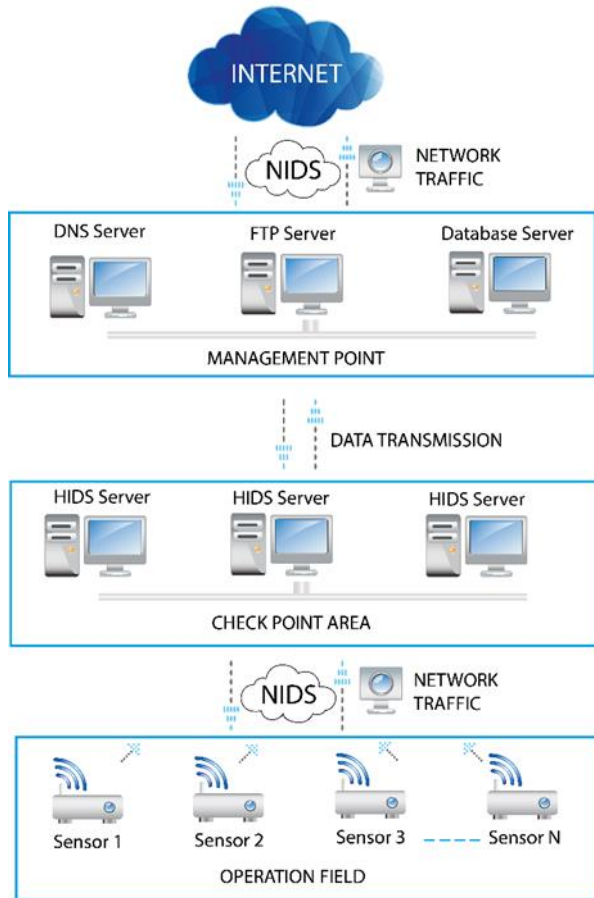 INTERNET
NIDS
NETWORK
TRAFFIC
DNS Server
FTP Server
Database Server
MANAGEMENT POINT
DATA TRANSMISSION
HIDS Server
HIDS Server
HIDS Server
CHECK POINT AREA
NIDS
NETWORK
TRAFFIC
Sensor 1
Sensor 2
Sensor 3
Sensor N
OPERATION FIELD